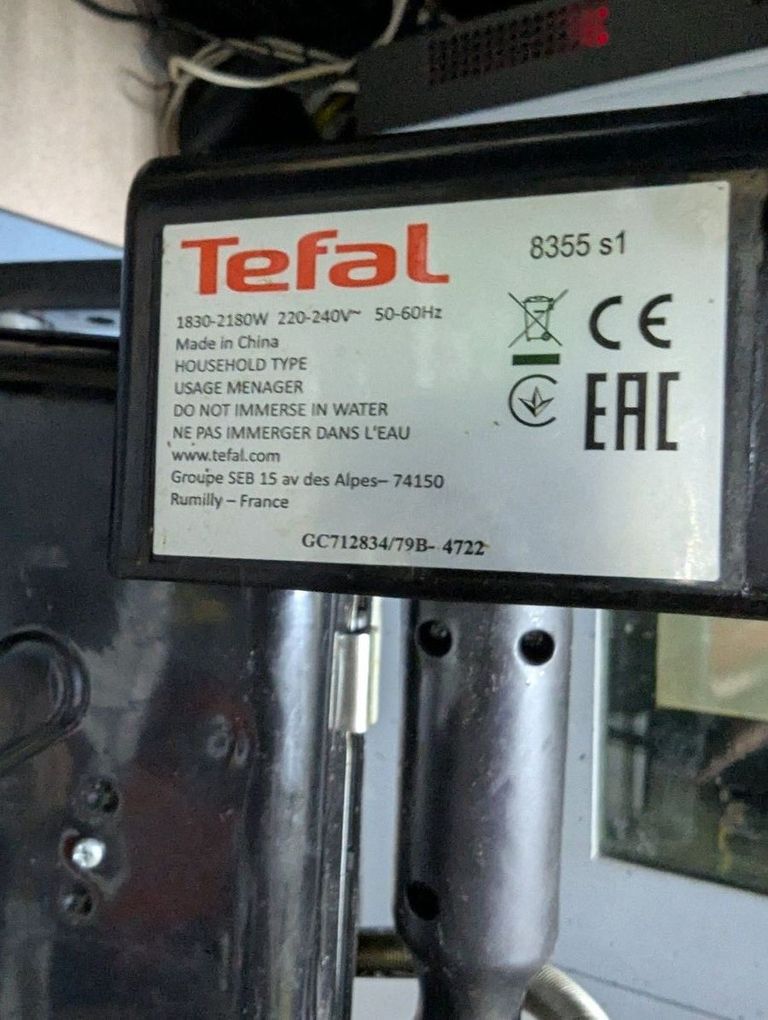 Tefal
8355 s1
1830-2180W 220-240V~ 50-60Hz
Made in China
HOUSEHOLD TYPE
USAGE MENAGER
DO NOT IMMERSE IN WATER
NE PAS IMMERGER DANS L'EAU
www.tefal.com
Groupe SEB 15 av des Alpes– 74150
Rumilly – France
CE
EAC
GC712834/79B- 4722